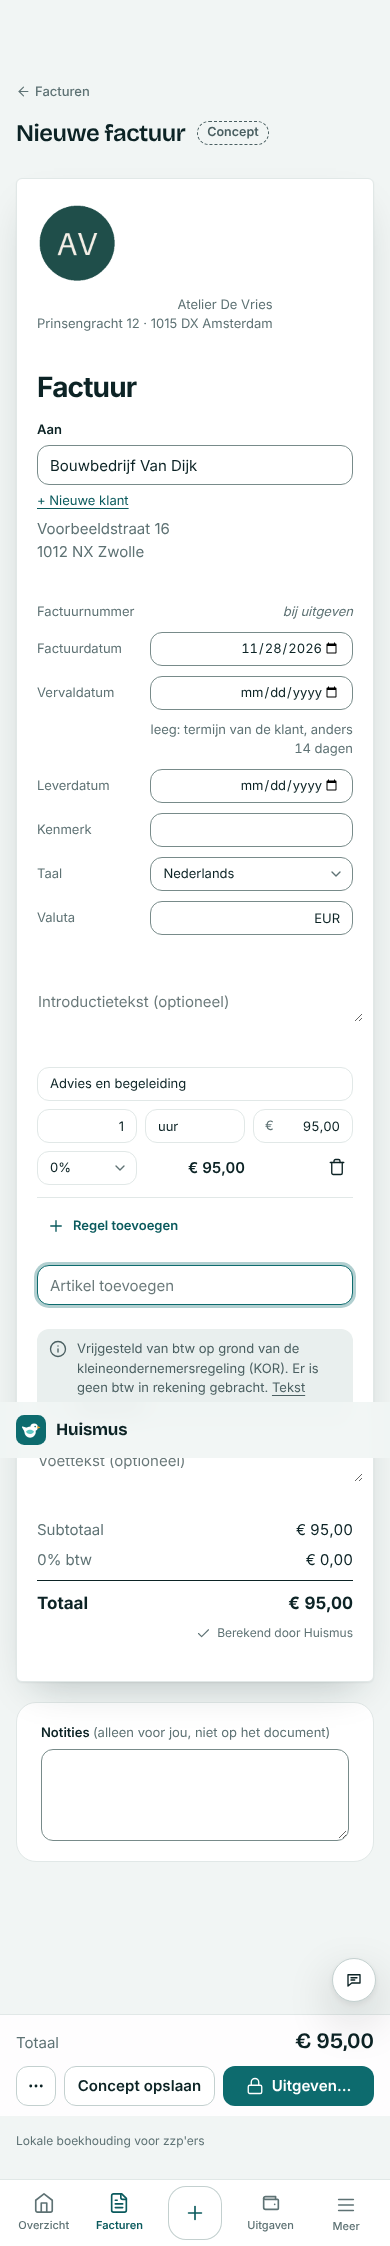 Facturen
Nieuwe factuur Concept
AV
Atelier De Vries
Prinsengracht 12 · 1015 DX Amsterdam
Factuur
Aan
Bouwbedrijf Van Dijk
+ Nieuwe klant
Voorbeeldstraat 16
1012 NX Zwolle
Factuurnummer bij uitgeven
Factuurdatum 11/28/2026
Vervaldatum mm/dd/yyyy
leeg: termijn van de klant, anders
14 dagen
Leverdatum mm/dd/yyyy
Kenmerk
Taal Nederlands
Valuta EUR
Introductietekst (optioneel)
Advies en begeleiding
1 uur € 95,00
0% € 95,00
Regel toevoegen
Artikel toevoegen
Vrijgesteld van btw op grond van de
kleineondernemersregeling (KOR). Er is
geen btw in rekening gebracht. Tekst
Huismus
Voettekst (optioneel)
Subtotaal € 95,00
0% btw € 0,00
Totaal € 95,00
Berekend door Huismus
Notities (alleen voor jou, niet op het document)
Totaal € 95,00
... Concept opslaan Uitgeven...
Lokale boekhouding voor zzp'ers
Overzicht Facturen + Uitgaven Meer